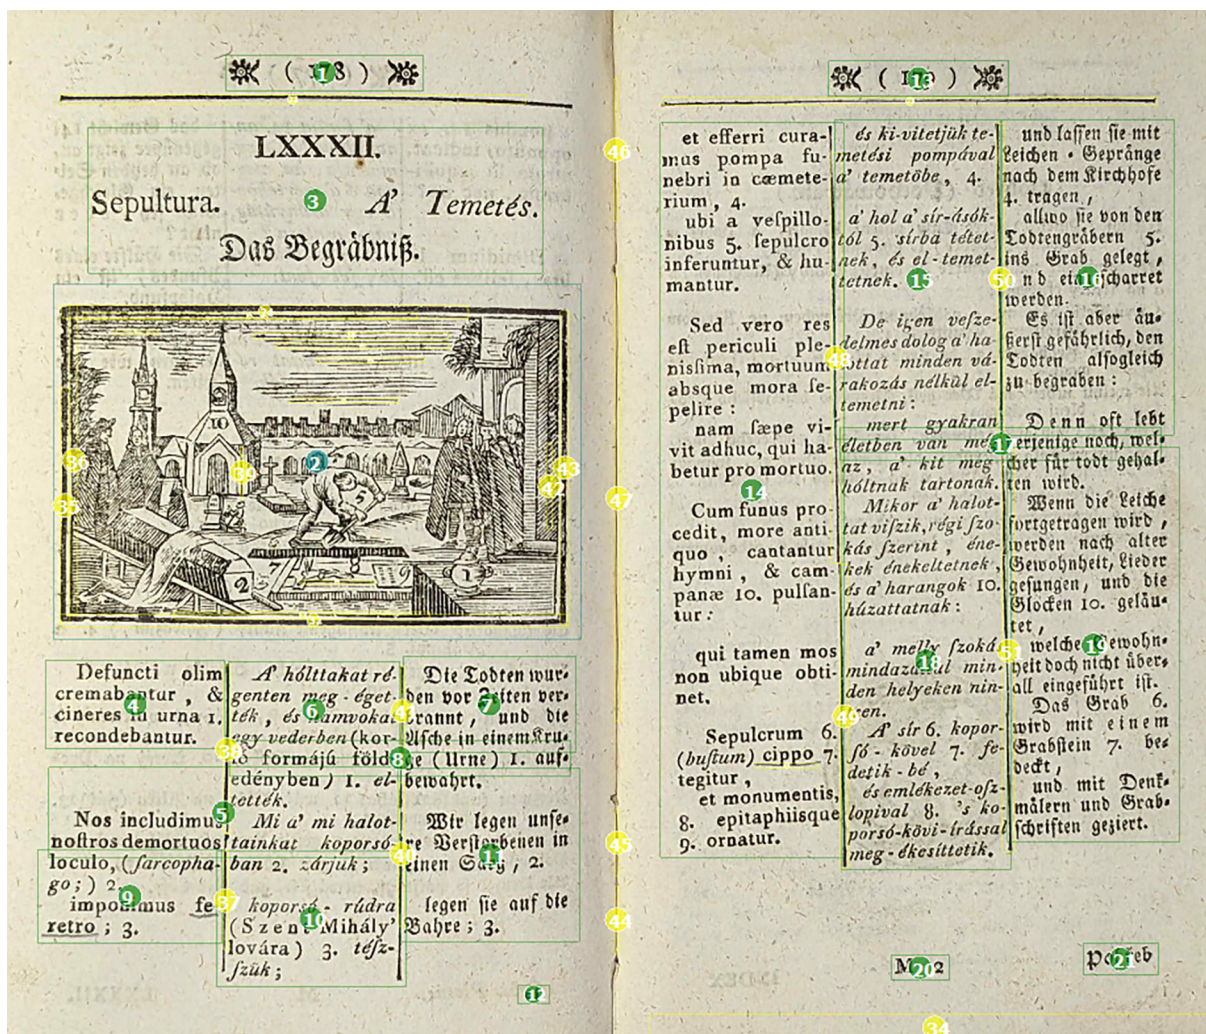 LXXXII.
Sepultura. A' Temetés.
Das Begräbniß.
10
5
6
7
9
2
1
Defuncti olim
cremabantur, &
cineres in urna 1.
recondebantur.
Nos includimus
noſtros demortuos
loculo, (ſarcopha-
go;) 2.
imponimus fe-
retro; 3.
A' hólttakat ré-
genten meg-éget-
ték, és hamvokat
egy vederben (kor-
só formájú föld
edényben) 1. el-
tették.
Mi a' mi halot-
tainkat koporsó-
ban 2. zárjuk;
koporsó-rúdra
(Szent Mihály'
lovára) 3. téſz-
ſzük;
Die Todten wur-
den vor Zeiten ver-
brannt, und die
Aſche in einem Kru-
ge (Urne) 1. auf-
bewahrt.
Wir legen unſe-
re Verſtorbenen in
einen Sarg, 2.
legen ſie auf die
Bahre; 3.
et efferri cura-
mus pompa fu-
nebri in cæmete-
rium, 4.
ubi a veſpillo-
nibus 5. ſepulcro
inferuntur, & hu-
mantur.
Sed vero res
eſt periculi ple-
niſſima, mortuum
absque mora ſe-
pelire:
nam ſæpe vi-
vit adhuc, qui ha-
betur pro mortuo.
Cum funus pro-
cedit, more anti-
quo, cantantur
hymni, & cam-
panæ 10. pulſan-
tur:
qui tamen mos
non ubique obti-
net.
Sepulcrum 6.
(buſtum) cippo 7.
tegitur,
et monumentis,
8. epitaphiisque
9. ornatur.
és ki-vitetjük te-
metési pompával
a' temetöbe, 4.
a' hol a' sír-ásók-
tól 5. sírba tétet-
nek, és el-temet-
tetnek.
De igen veſze-
delmes dolog a' ha-
lottat minden vá-
rakozás nélkül el-
temetni:
mert gyakran
életben van még
az, a' kit meg
hóltnak tartonak.
Mikor a' halot-
tat viſzik, régi ſzo-
kás ſzerint, éne-
kek énekeltetnek,
és a' harangok 10.
húzattatnak:
a' melly ſzokás
mindazáltal min-
den helyeken nin-
csen.
A' sír 6. kopor-
só-kövel 7. fe-
detik-bé,
és emlékezet-oſz-
lopival 8. 's ko-
porsó-kövi-írással
meg-ékesíttetik.
und laſſen ſie mit
Leichen-Gepränge
nach dem Kirchhofe
4. tragen,
allwo ſie von den
Todtengräbern 5.
ins Grab gelegt,
und eingeſcharret
werden.
Es iſt aber äu-
ßerſt gefährlich, den
Todten alſogleich
zu begraben:
Denn oft lebt
derjenige noch, wel-
cher für todt gehal-
ten wird.
Wenn die Leiche
fortgetragen wird,
werden nach alter
Gewohnheit, Lieder
geſungen, und die
Glocken 10. geläu-
tet,
welche Gewohn-
heit doch nicht über-
all eingeführt iſt.
Das Grab 6.
wird mit einem
Grabſtein 7. be-
deckt,
und mit Denk-
mälern und Grab-
ſchriften geziert.